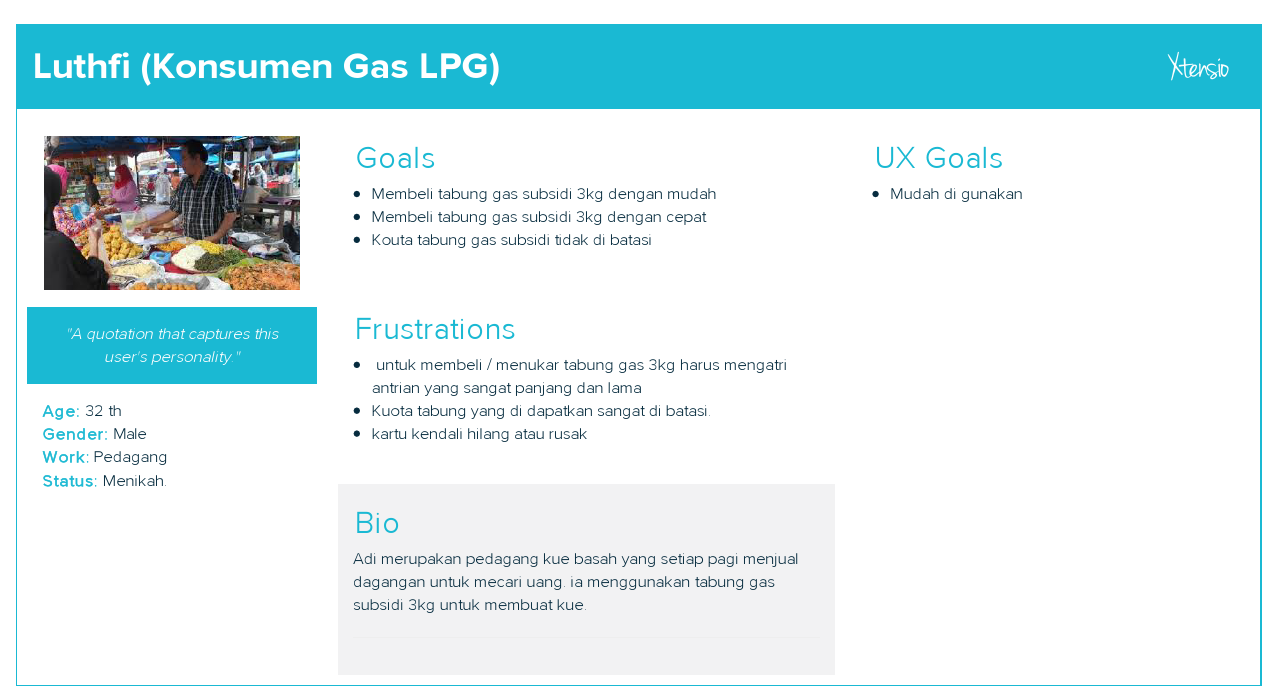 Luthfi (Konsumen Gas LPG)
Xtensio
"A quotation that captures this
user's personality."
Age: 32 th
Gender: Male
Work: Pedagang
Status: Menikah.
Goals
Membeli tabung gas subsidi 3kg dengan mudah
Membeli tabung gas subsidi 3kg dengan cepat
Kouta tabung gas subsidi tidak di batasi
Frustrations
untuk membeli / menukar tabung gas 3kg harus mengatri
antrian yang sangat panjang dan lama
Kuota tabung yang di dapatkan sangat di batasi.
kartu kendali hilang atau rusak
Bio
Adi merupakan pedagang kue basah yang setiap pagi menjual
dagangan untuk mecari uang. ia menggunakan tabung gas
subsidi 3kg untuk membuat kue.
UX Goals
Mudah di gunakan